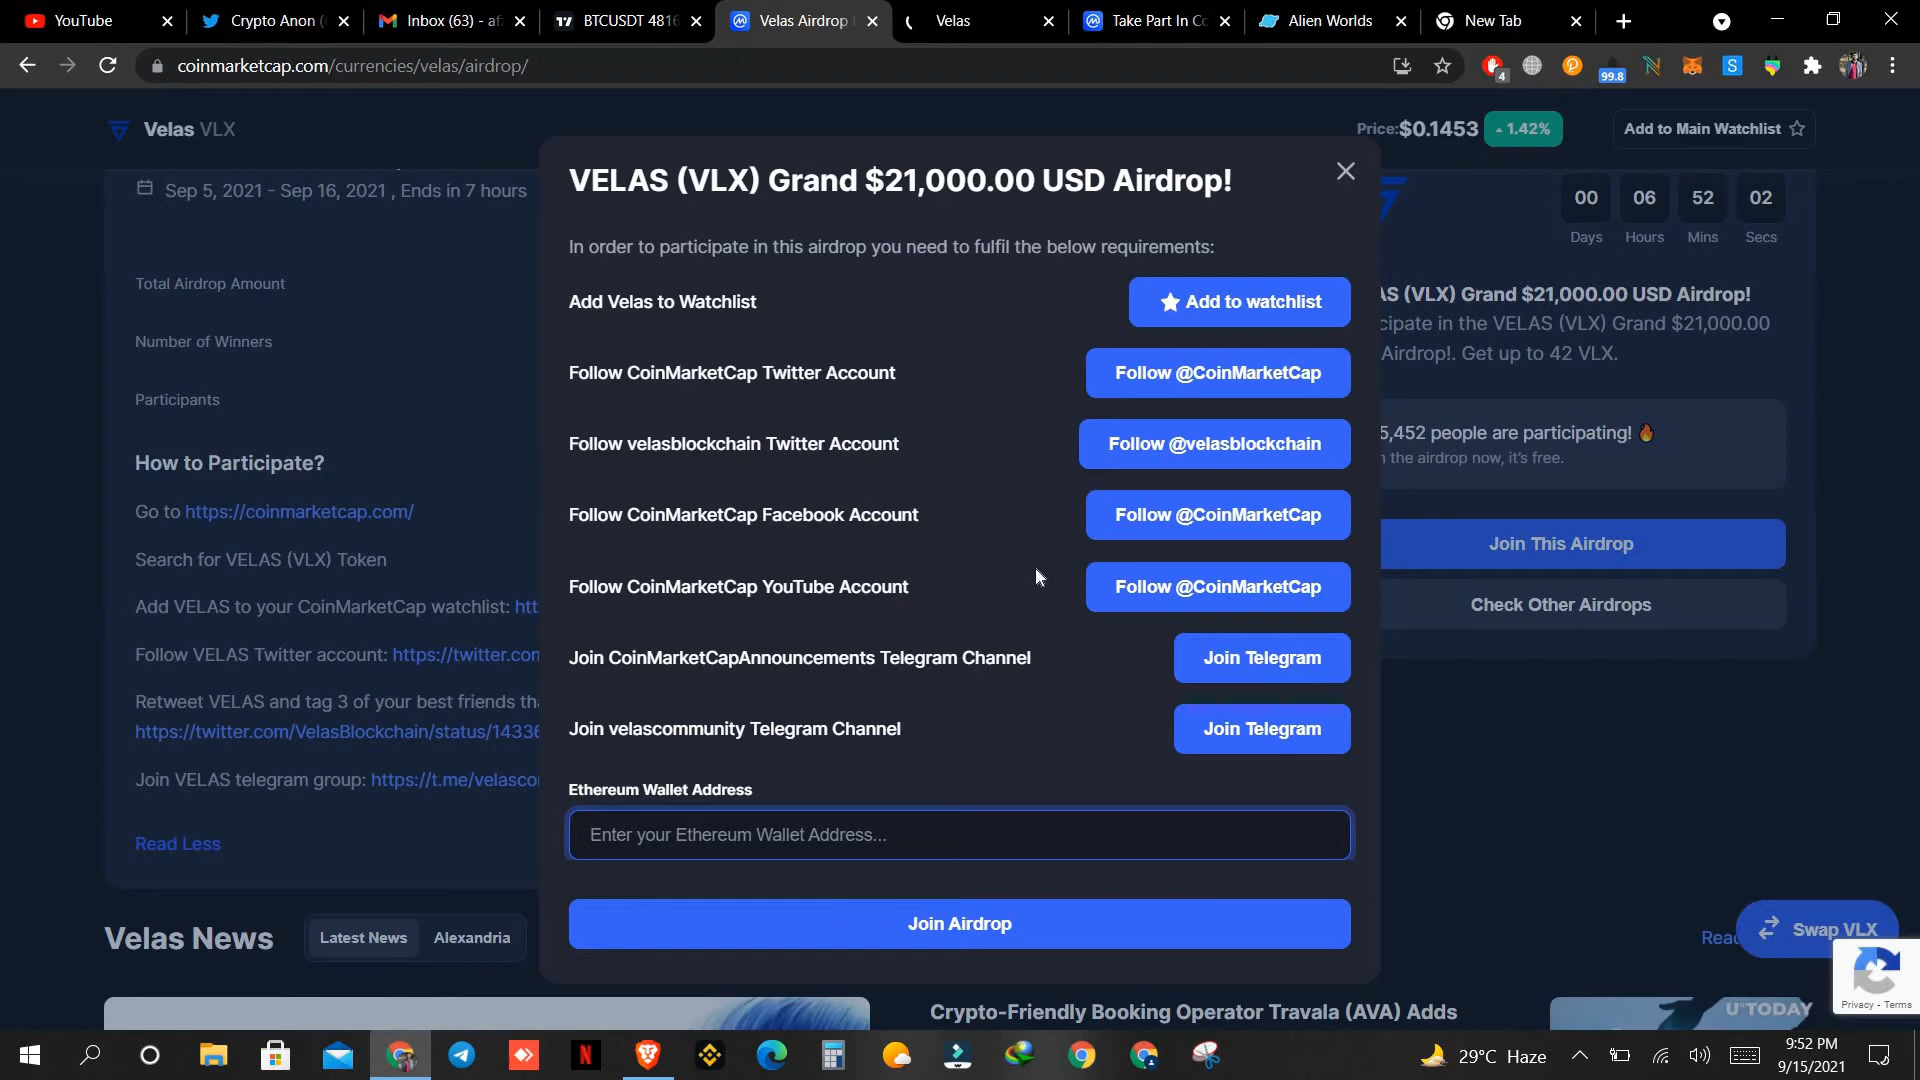 YouTube
Crypto Anon (
Inbox (63) - af
BTCUSDT 4816
Velas Airdrop
Velas
Take Part In Co
Alien Worlds
New Tab
coinmarketcap.com/currencies/velas/airdrop/
4
99.8
Velas VLX
Price:$0.1453
1.42%
Add to Main Watchlist
Sep 5, 2021 - Sep 16, 2021 , Ends in 7 hours
Total Airdrop Amount
Number of Winners
Participants
How to Participate?
Go to https://coinmarketcap.com/
Search for VELAS (VLX) Token
Add VELAS to your CoinMarketCap watchlist: htt
Follow VELAS Twitter account: https://twitter.con
Retweet VELAS and tag 3 of your best friends tha
https://twitter.com/VelasBlockchain/status/14336
Join VELAS telegram group: https://t.me/velasco
Read Less
VELAS (VLX) Grand $21,000.00 USD Airdrop!
In order to participate in this airdrop you need to fulfil the below requirements:
Add Velas to Watchlist
Add to watchlist
Follow CoinMarketCap Twitter Account
Follow @CoinMarketCap
Follow velasblockchain Twitter Account
Follow @velasblockchain
Follow CoinMarketCap Facebook Account
Follow @CoinMarketCap
Follow CoinMarketCap YouTube Account
Follow @CoinMarketCap
Join CoinMarketCapAnnouncements Telegram Channel
Join Telegram
Join velascommunity Telegram Channel
Join Telegram
Ethereum Wallet Address
Enter your Ethereum Wallet Address...
Join Airdrop
00 06 52 02
Days Hours Mins Secs
AS (VLX) Grand $21,000.00 USD Airdrop!
cipate in the VELAS (VLX) Grand $21,000.00
Airdrop!. Get up to 42 VLX.
5,452 people are participating!
n the airdrop now, it's free.
Join This Airdrop
Check Other Airdrops
Velas News
Latest News
Alexandria
Read
Swap VLX
Privacy - Terms
Crypto-Friendly Booking Operator Travala (AVA) Adds
U°TODAY
29°C Haze
9:52 PM
9/15/2021